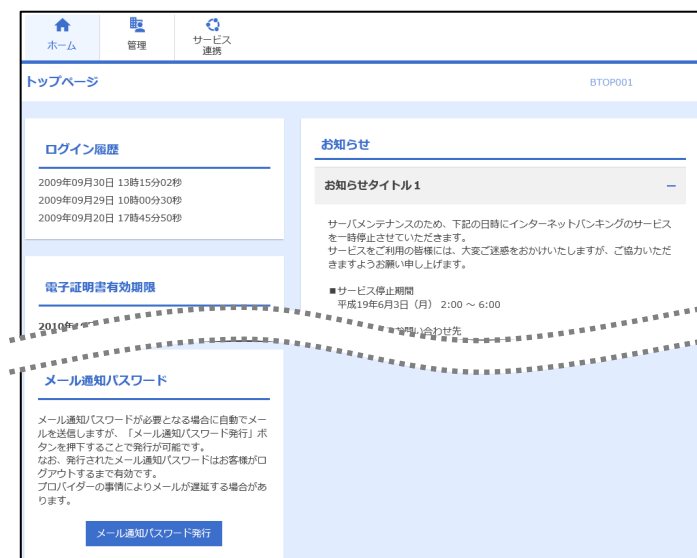 ホーム
管理
サービス
連携
トップページ
BTOP001
ログイン履歴
2009年09月30日 13時15分02秒
2009年09月29日 10時00分30秒
2009年09月20日 17時45分50秒
電子証明書有効期限
2010年
お知らせ
お知らせタイトル1
サーバメンテナンスのため、下記の日時にインターネットバンキングのサービス
を一時停止させていただきます。
サービスをご利用の皆様には、大変ご迷惑をおかけいたしますが、ご協力いただ
きますようお願い申し上げます。
■サービス停止期間
平成19年6月3日（月） 2:00 ～ 6:00
い合わせ先
メール通知パスワード
メール通知パスワードが必要となる場合に自動でメー
ルを送信しますが、「メール通知パスワード発行」ボ
タンを押下することで発行が可能です。
なお、発行されたメール通知パスワードはお客様がロ
グアウトするまで有効です。
プロバイダーの事情によりメールが遅延する場合があ
ります。
メール通知パスワード発行